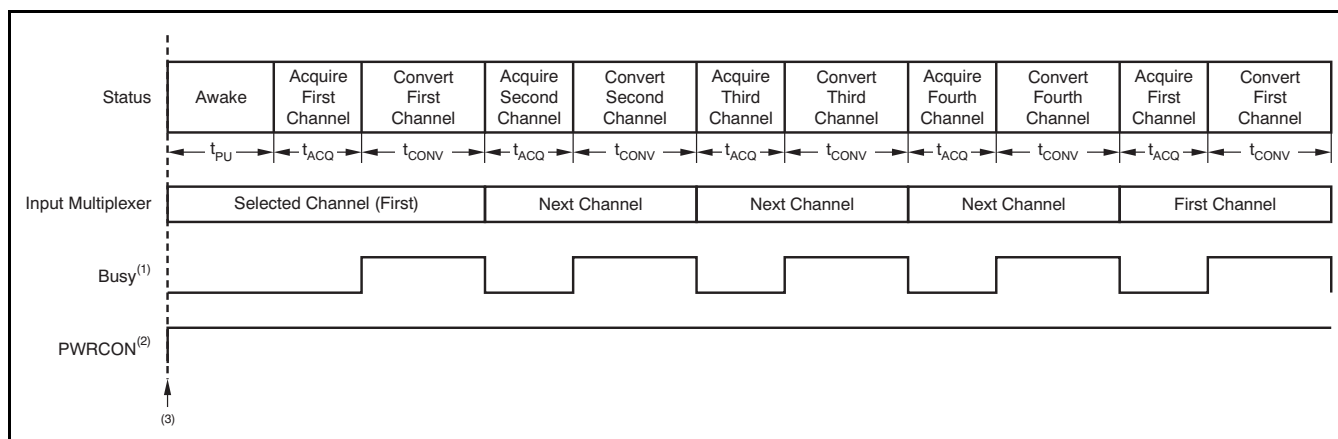 Status
Awake
Acquire
First
Channel
Convert
First
Channel
Acquire
Second
Channel
Convert
Second
Channel
Acquire
Third
Channel
Convert
Third
Channel
Acquire
Fourth
Channel
Convert
Fourth
Channel
Acquire
First
Channel
Convert
First
Channel
tPU tACQ tCONV tACQ tCONV tACQ tCONV tACQ tCONV tACQ tCONV
Input Multiplexer Selected Channel (First) Next Channel Next Channel Next Channel First Channel
Busy(1)
PWRCON(2)
(3)